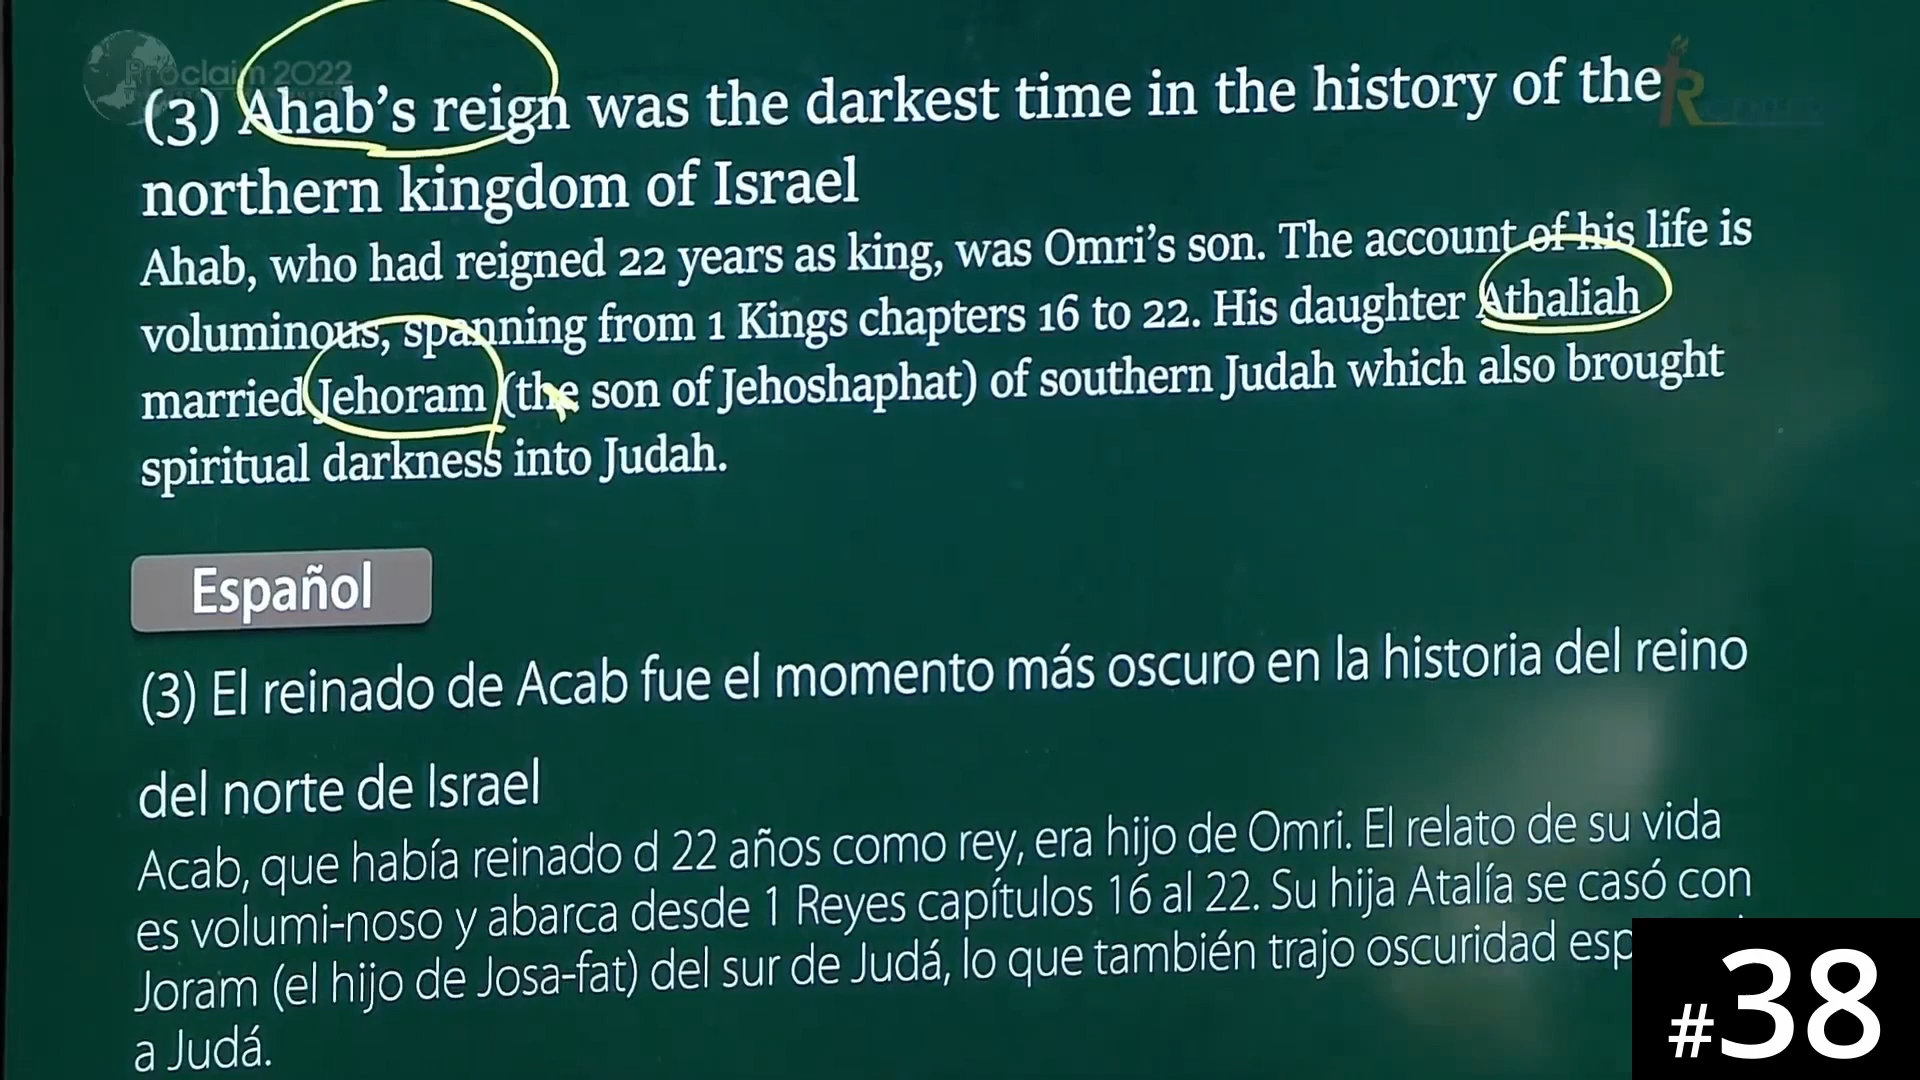 Proclaim 2022
(3) Ahab’s reign was the darkest time in the history of the
northern kingdom of Israel
Ahab, who had reigned 22 years as king, was Omri’s son. The account of his life is
voluminous, spanning from 1 Kings chapters 16 to 22. His daughter Athaliah
married Jehoram (the son of Jehoshaphat) of southern Judah which also brought
spiritual darkness into Judah.
Español
(3) El reinado de Acab fue el momento más oscuro en la historia del reino
del norte de Israel
Acab, que había reinado d 22 años como rey, era hijo de Omri. El relato de su vida
es volumi-noso y abarca desde 1 Reyes capítulos 16 al 22. Su hija Atalía se casó con
Joram (el hijo de Josa-fat) del sur de Judá, lo que también trajo oscuridad esp
a Judá.
#38